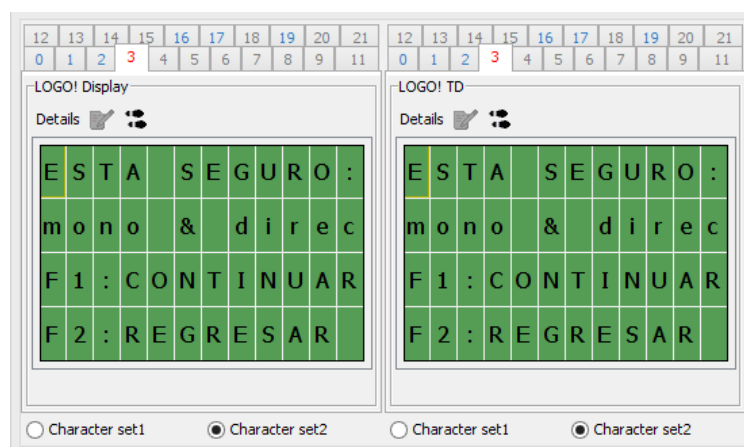 12 13 14 15 16 17 18 19 20 21
0 1 2 3 4 5 6 7 8 9 11
LOGO! Display
Details
ESTA SEGURO:
mono & direc
F1:CONTINUAR
F2:REGRESAR
Character set1 Character set2
12 13 14 15 16 17 18 19 20 21
0 1 2 3 4 5 6 7 8 9 11
LOGO! TD
Details
ESTA SEGURO:
mono & direc
F1:CONTINUAR
F2:REGRESAR
Character set1 Character set2